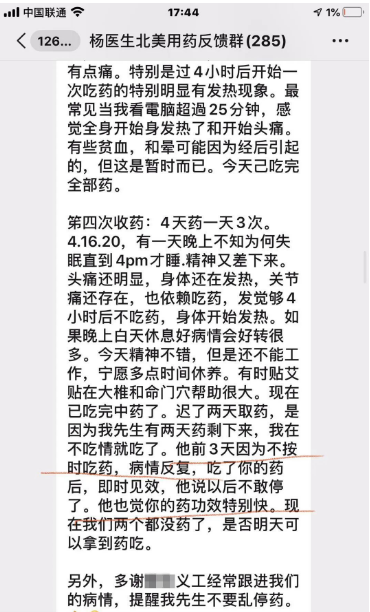 中国联通 17:44 1%
126... 杨医生北美用药反馈群(285)
有点痛。特别是过4小时后开始一
次吃药的特别明显有发热现象。最
常见当我看電脑超過25分钟，感
觉全身开始身发热了和开始头痛。
有些贫血，和晕可能因为经后引起
的，但这是暂时而已。今天己吃完
全部药。
第四次收药：4天药一天3次。
4.16.20，有一天晚上不知为何失
眠直到4pm才睡.精神又差下来。
头痛还明显，身体还在发热，关节
痛还存在，也依赖吃药，发觉够4
小时后不吃药，身体开始发热。如
果晚上白天休息好病情会好转很
多。今天精神不错，但是还不能工
作，宁愿多点时间休养。有时贴艾
贴在大椎和命门穴帮助很大。现在
已吃完中药了。迟了两天取药，是
因为我先生有两天药剩下来，我在
不吃情就吃了。他前3天因为不按
时吃药，病情反复，吃了你的药
后，即时见效，他说以后不敢停
了。他也觉你的药功效特别快。现
在我们两个都没药了，是否明天可
以拿到药吃。
另外，多谢 义工经常跟进我们
的病情，提醒我先生不要乱停药。